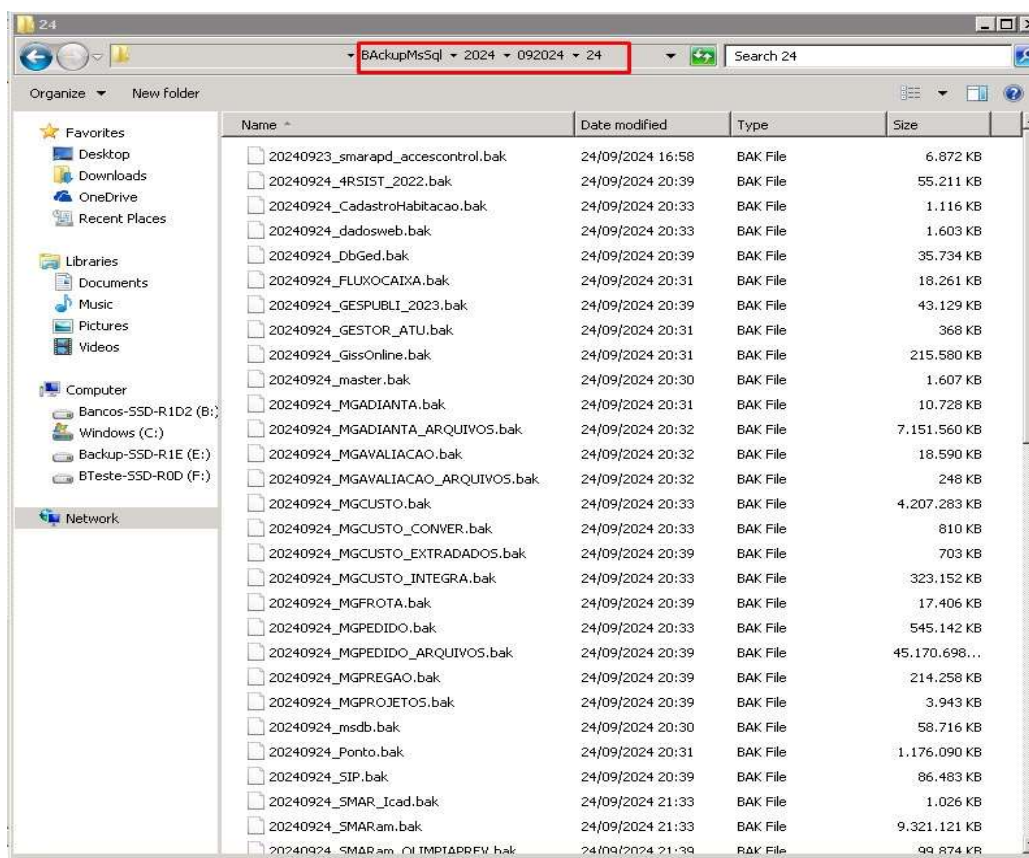 24
BAckupMsSql 2024 092024 24 Search 24
Organize New folder
Name Date modified Type Size
Favorites
Desktop
Downloads
OneDrive
Recent Places
Libraries
Documents
Music
Pictures
Videos
Computer
Bancos-SSD-R1D2 (B:)
Windows (C:)
Backup-SSD-R1E (E:)
BTeste-SSD-R0D (F:)
Network
20240923_smarapd_accescontrol.bak 24/09/2024 16:58 BAK File 6.872 KB
20240924_4RSIST_2022.bak 24/09/2024 20:39 BAK File 55.211 KB
20240924_CadastroHabitacao.bak 24/09/2024 20:33 BAK File 1.116 KB
20240924_dadosweb.bak 24/09/2024 20:33 BAK File 1.603 KB
20240924_DbGed.bak 24/09/2024 20:39 BAK File 35.734 KB
20240924_FLUXOCAIXA.bak 24/09/2024 20:31 BAK File 18.261 KB
20240924_GESPUBLI_2023.bak 24/09/2024 20:39 BAK File 43.129 KB
20240924_GESTOR_ATU.bak 24/09/2024 20:31 BAK File 368 KB
20240924_GissOnline.bak 24/09/2024 20:31 BAK File 215.580 KB
20240924_master.bak 24/09/2024 20:30 BAK File 1.607 KB
20240924_MGADIANTA.bak 24/09/2024 20:31 BAK File 10.728 KB
20240924_MGADIANTA_ARQUIVOS.bak 24/09/2024 20:32 BAK File 7.151.560 KB
20240924_MGAVALIACAO.bak 24/09/2024 20:32 BAK File 18.590 KB
20240924_MGAVALIACAO_ARQUIVOS.bak 24/09/2024 20:32 BAK File 248 KB
20240924_MGCUSTO.bak 24/09/2024 20:33 BAK File 4.207.283 KB
20240924_MGCUSTO_CONVER.bak 24/09/2024 20:33 BAK File 810 KB
20240924_MGCUSTO_EXTRADADOS.bak 24/09/2024 20:39 BAK File 703 KB
20240924_MGCUSTO_INTEGRA.bak 24/09/2024 20:33 BAK File 323.152 KB
20240924_MGFROTA.bak 24/09/2024 20:39 BAK File 17.406 KB
20240924_MGPEDIDO.bak 24/09/2024 20:33 BAK File 545.142 KB
20240924_MGPEDIDO_ARQUIVOS.bak 24/09/2024 20:39 BAK File 45.170.698...
20240924_MGPREGAO.bak 24/09/2024 20:39 BAK File 214.258 KB
20240924_MGPROJETOS.bak 24/09/2024 20:39 BAK File 3.943 KB
20240924_msdb.bak 24/09/2024 20:30 BAK File 58.716 KB
20240924_Ponto.bak 24/09/2024 20:31 BAK File 1.176.090 KB
20240924_SIP.bak 24/09/2024 20:39 BAK File 86.483 KB
20240924_SMAR_Icad.bak 24/09/2024 21:33 BAK File 1.026 KB
20240924_SMARam.bak 24/09/2024 21:33 BAK File 9.321.121 KB
20240924_SMARam_OLIMPIAPREV.bak 24/09/2024 21:39 BAK File 99.874 KB